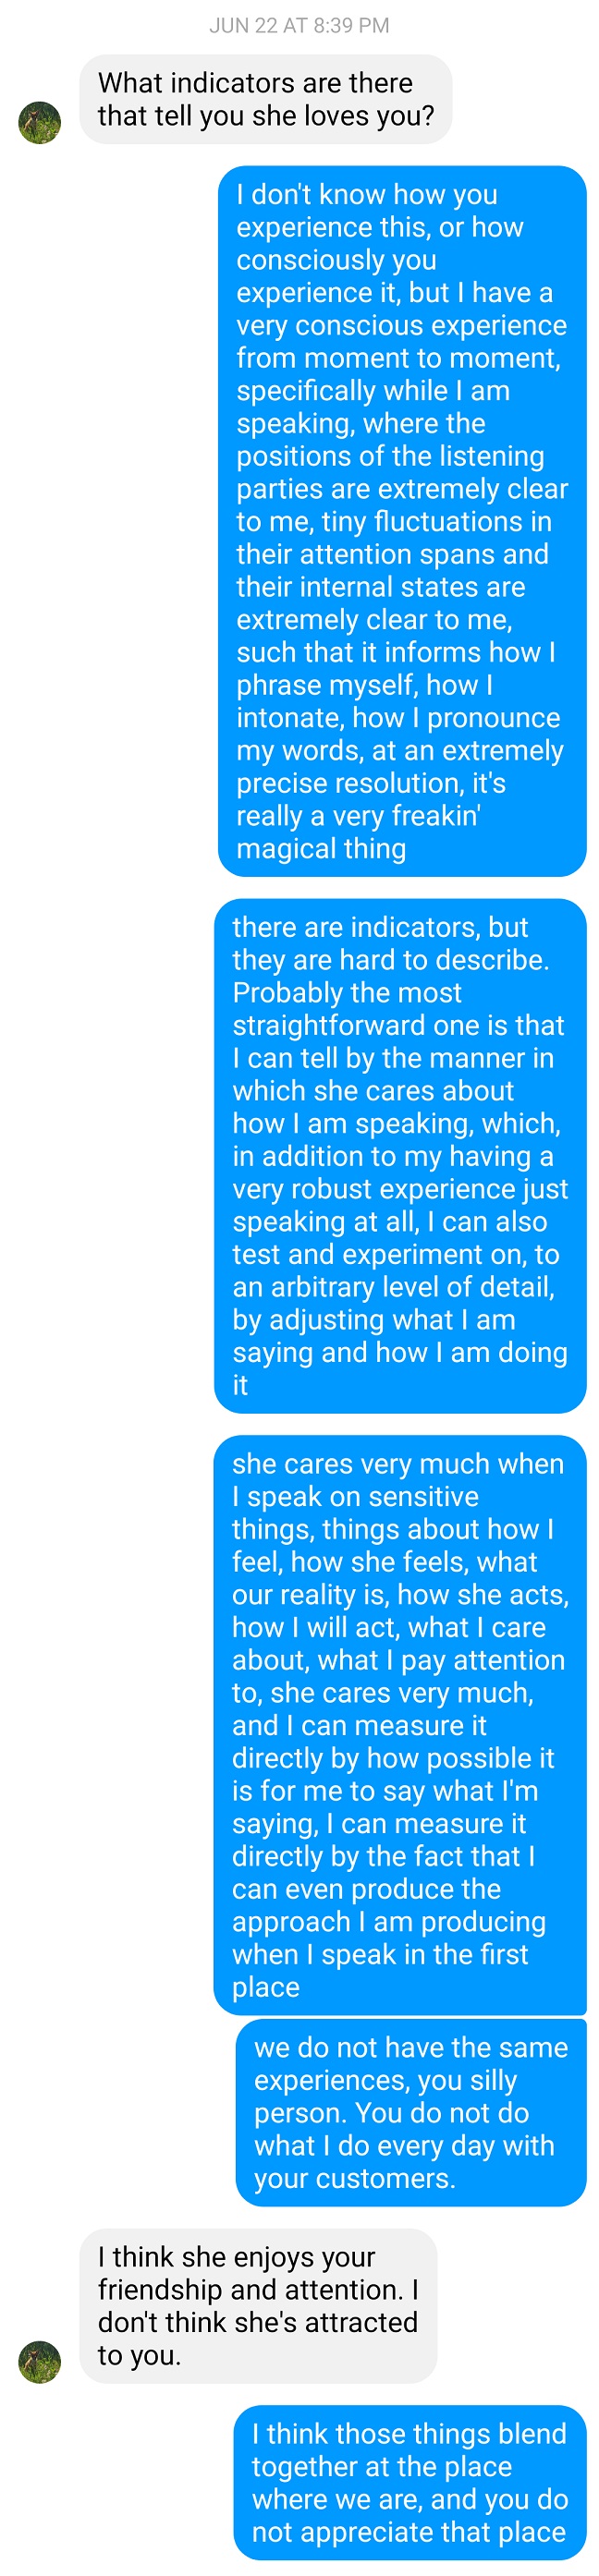 JUN 22 AT 8:39 PM
What indicators are there
that tell you she loves you?
I don't know how you
experience this, or how
consciously you
experience it, but I have a
very conscious experience
from moment to moment,
specifically while I am
speaking, where the
positions of the listening
parties are extremely clear
to me, tiny fluctuations in
their attention spans and
their internal states are
extremely clear to me,
such that it informs how I
phrase myself, how I
intonate, how I pronounce
my words, at an extremely
precise resolution, it's
really a very freakin'
magical thing
there are indicators, but
they are hard to describe.
Probably the most
straightforward one is that
I can tell by the manner in
which she cares about
how I am speaking, which,
in addition to my having a
very robust experience just
speaking at all, I can also
test and experiment on, to
an arbitrary level of detail,
by adjusting what I am
saying and how I am doing
it
she cares very much when
I speak on sensitive
things, things about how I
feel, how she feels, what
our reality is, how she acts,
how I will act, what I care
about, what I pay attention
to, she cares very much,
and I can measure it
directly by how possible it
is for me to say what I'm
saying, I can measure it
directly by the fact that I
can even produce the
approach I am producing
when I speak in the first
place
we do not have the same
experiences, you silly
person. You do not do
what I do every day with
your customers.
I think she enjoys your
friendship and attention. I
don't think she's attracted
to you.
I think those things blend
together at the place
where we are, and you do
not appreciate that place